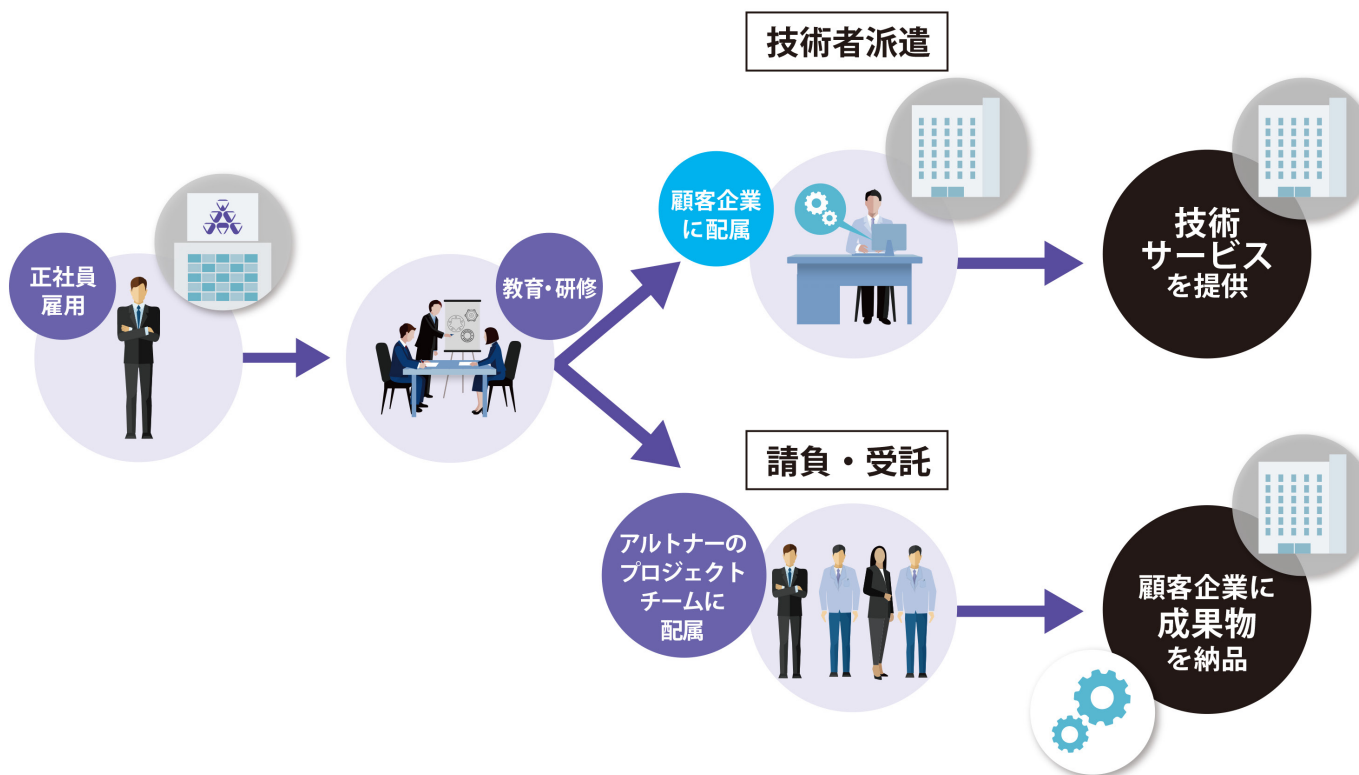 正社員
雇用
教育・研修
技術者派遣
顧客企業
に配属
技術
サービス
を提供
請負・受託
アルトナーの
プロジェクト
チームに
配属
顧客企業に
成果物
を納品